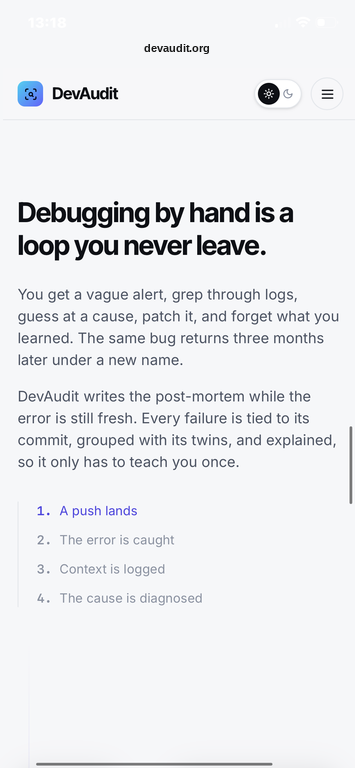 13:18
devaudit.org
DevAudit
Debugging by hand is a
loop you never leave.
You get a vague alert, grep through logs,
guess at a cause, patch it, and forget what you
learned. The same bug returns three months
later under a new name.
DevAudit writes the post-mortem while the
error is still fresh. Every failure is tied to its
commit, grouped with its twins, and explained,
so it only has to teach you once.
1. A push lands
2. The error is caught
3. Context is logged
4. The cause is diagnosed